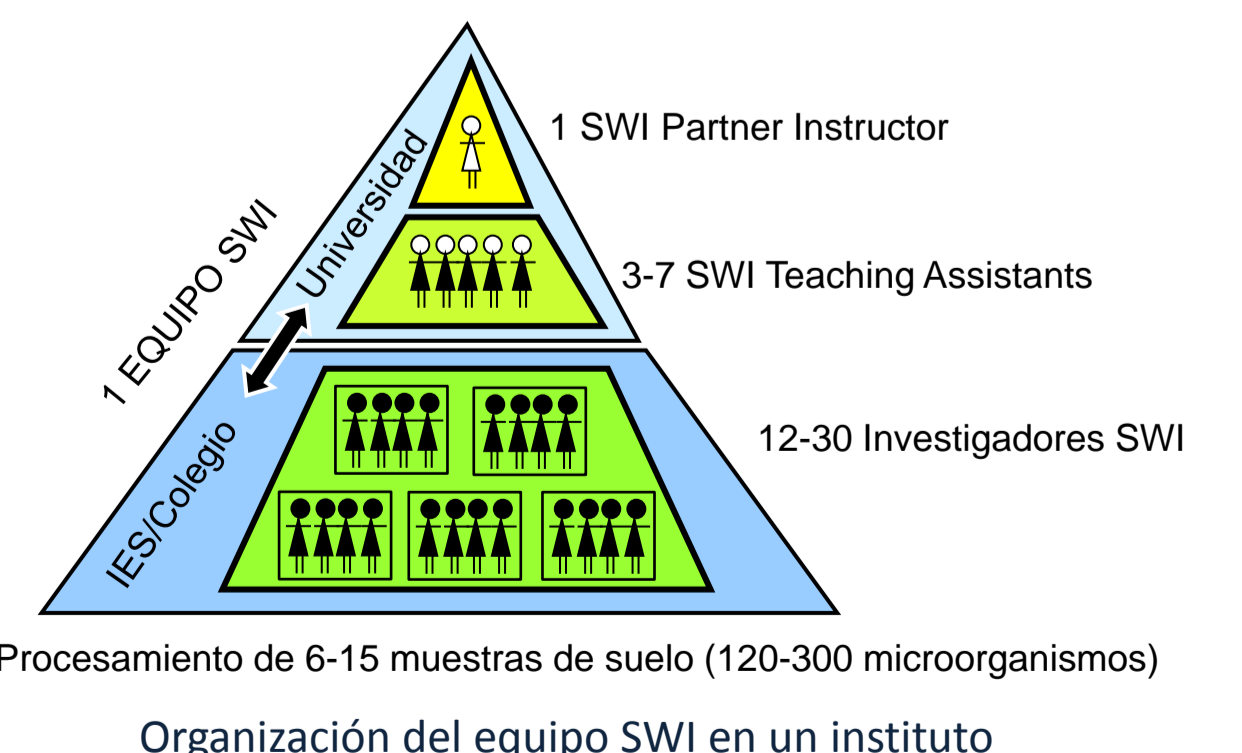 1 SWI Partner Instructor
Universidad
1 EQUIPO SWI
3-7 SWI Teaching Assistants
12-30 Investigadores SWI
IES/Colegio
Procesamiento de 6-15 muestras de suelo (120-300 microorganismos)
Organización del equipo SWI en un instituto